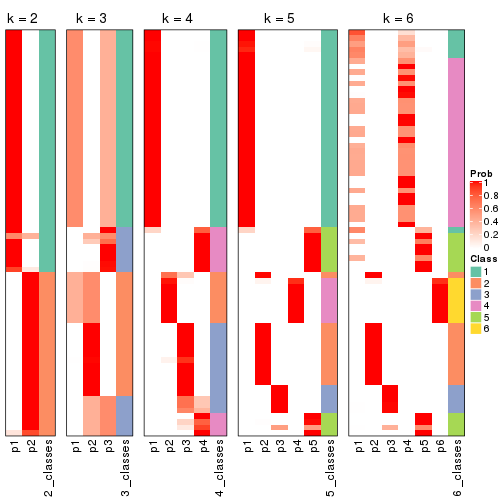 k = 2
k = 3
k = 4
k = 5
k = 6
p1
p2
2_classes
p1
p2
p3
3_classes
p1
p2
p3
p4
4_classes
p1
p2
p3
p4
p5
5_classes
p1
p2
p3
p4
p5
p6
6_classes
Prob
1
0.8
0.6
0.4
0.2
0
Class
1
2
3
4
5
6